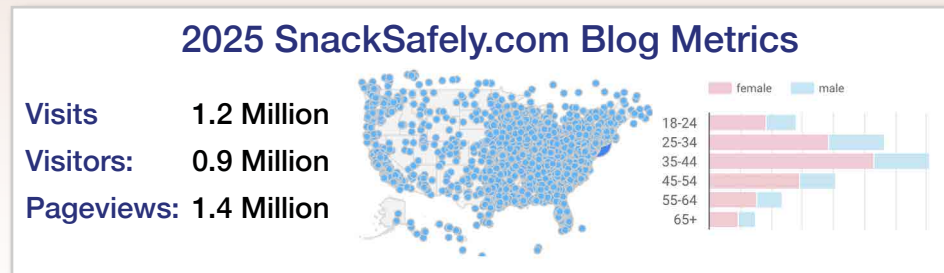 2025 SnackSafely.com Blog Metrics
Visits 1.2 Million
Visitors: 0.9 Million
Pageviews: 1.4 Million
female male
18-24
25-34
35-44
45-54
55-64
65+